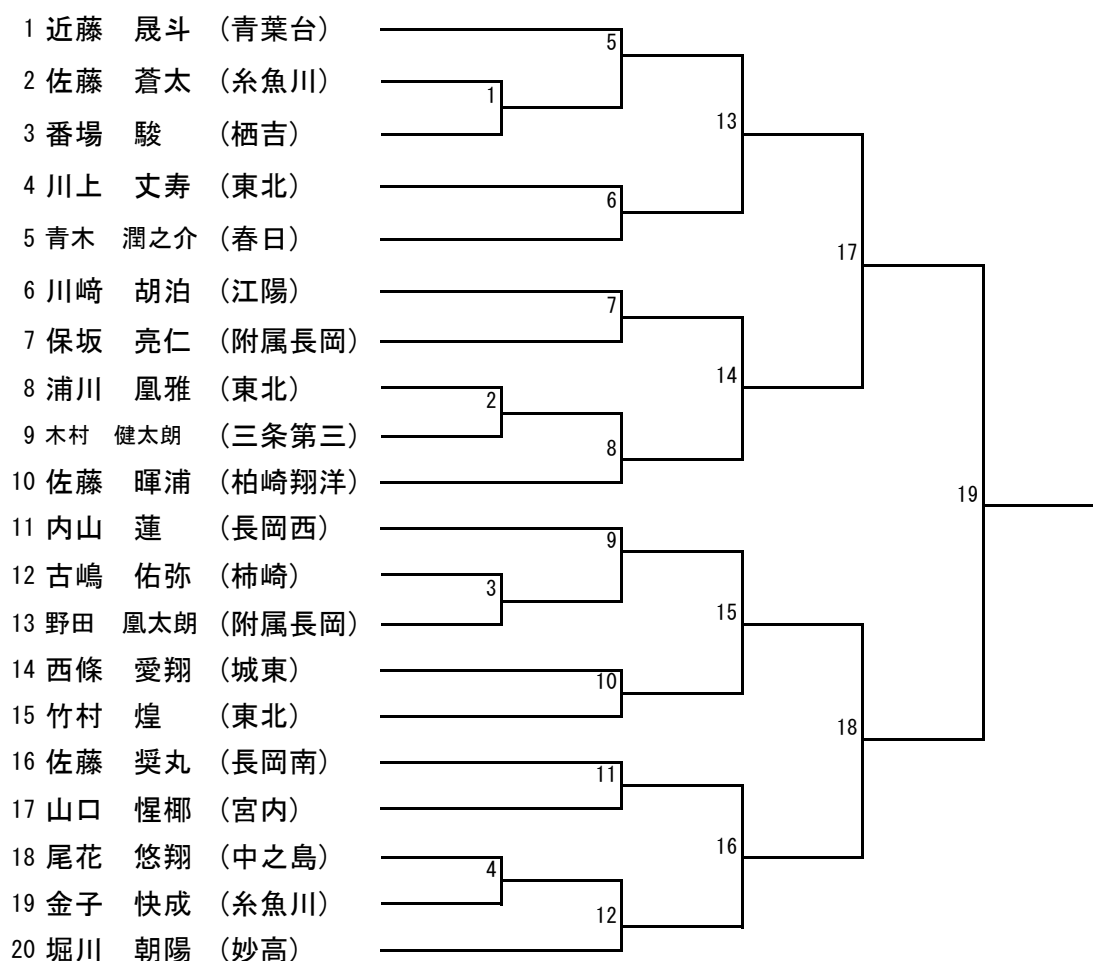 1 近藤　晟斗　（青葉台）
5
2 佐藤　蒼太　（糸魚川）
1
13
3 番場　駿　　（栖吉）
4 川上　丈寿　（東北）
6
5 青木　潤之介　（春日）
17
6 川﨑　胡泊　（江陽）
7
7 保坂　亮仁　（附属長岡）
14
8 浦川　凰雅　（東北）
2
9 木村　健太朗　（三条第三）
8
10 佐藤　暉浦　（柏崎翔洋）
19
11 内山　蓮　　（長岡西）
9
12 古嶋　佑弥　（柿崎）
3
15
13 野田　凰太朗　（附属長岡）
14 西條　愛翔　（城東）
10
15 竹村　煌　　（東北）
18
16 佐藤　奨丸　（長岡南）
11
17 山口　惺椰　（宮内）
16
18 尾花　悠翔　（中之島）
4
19 金子　快成　（糸魚川）
12
20 堀川　朝陽　（妙高）